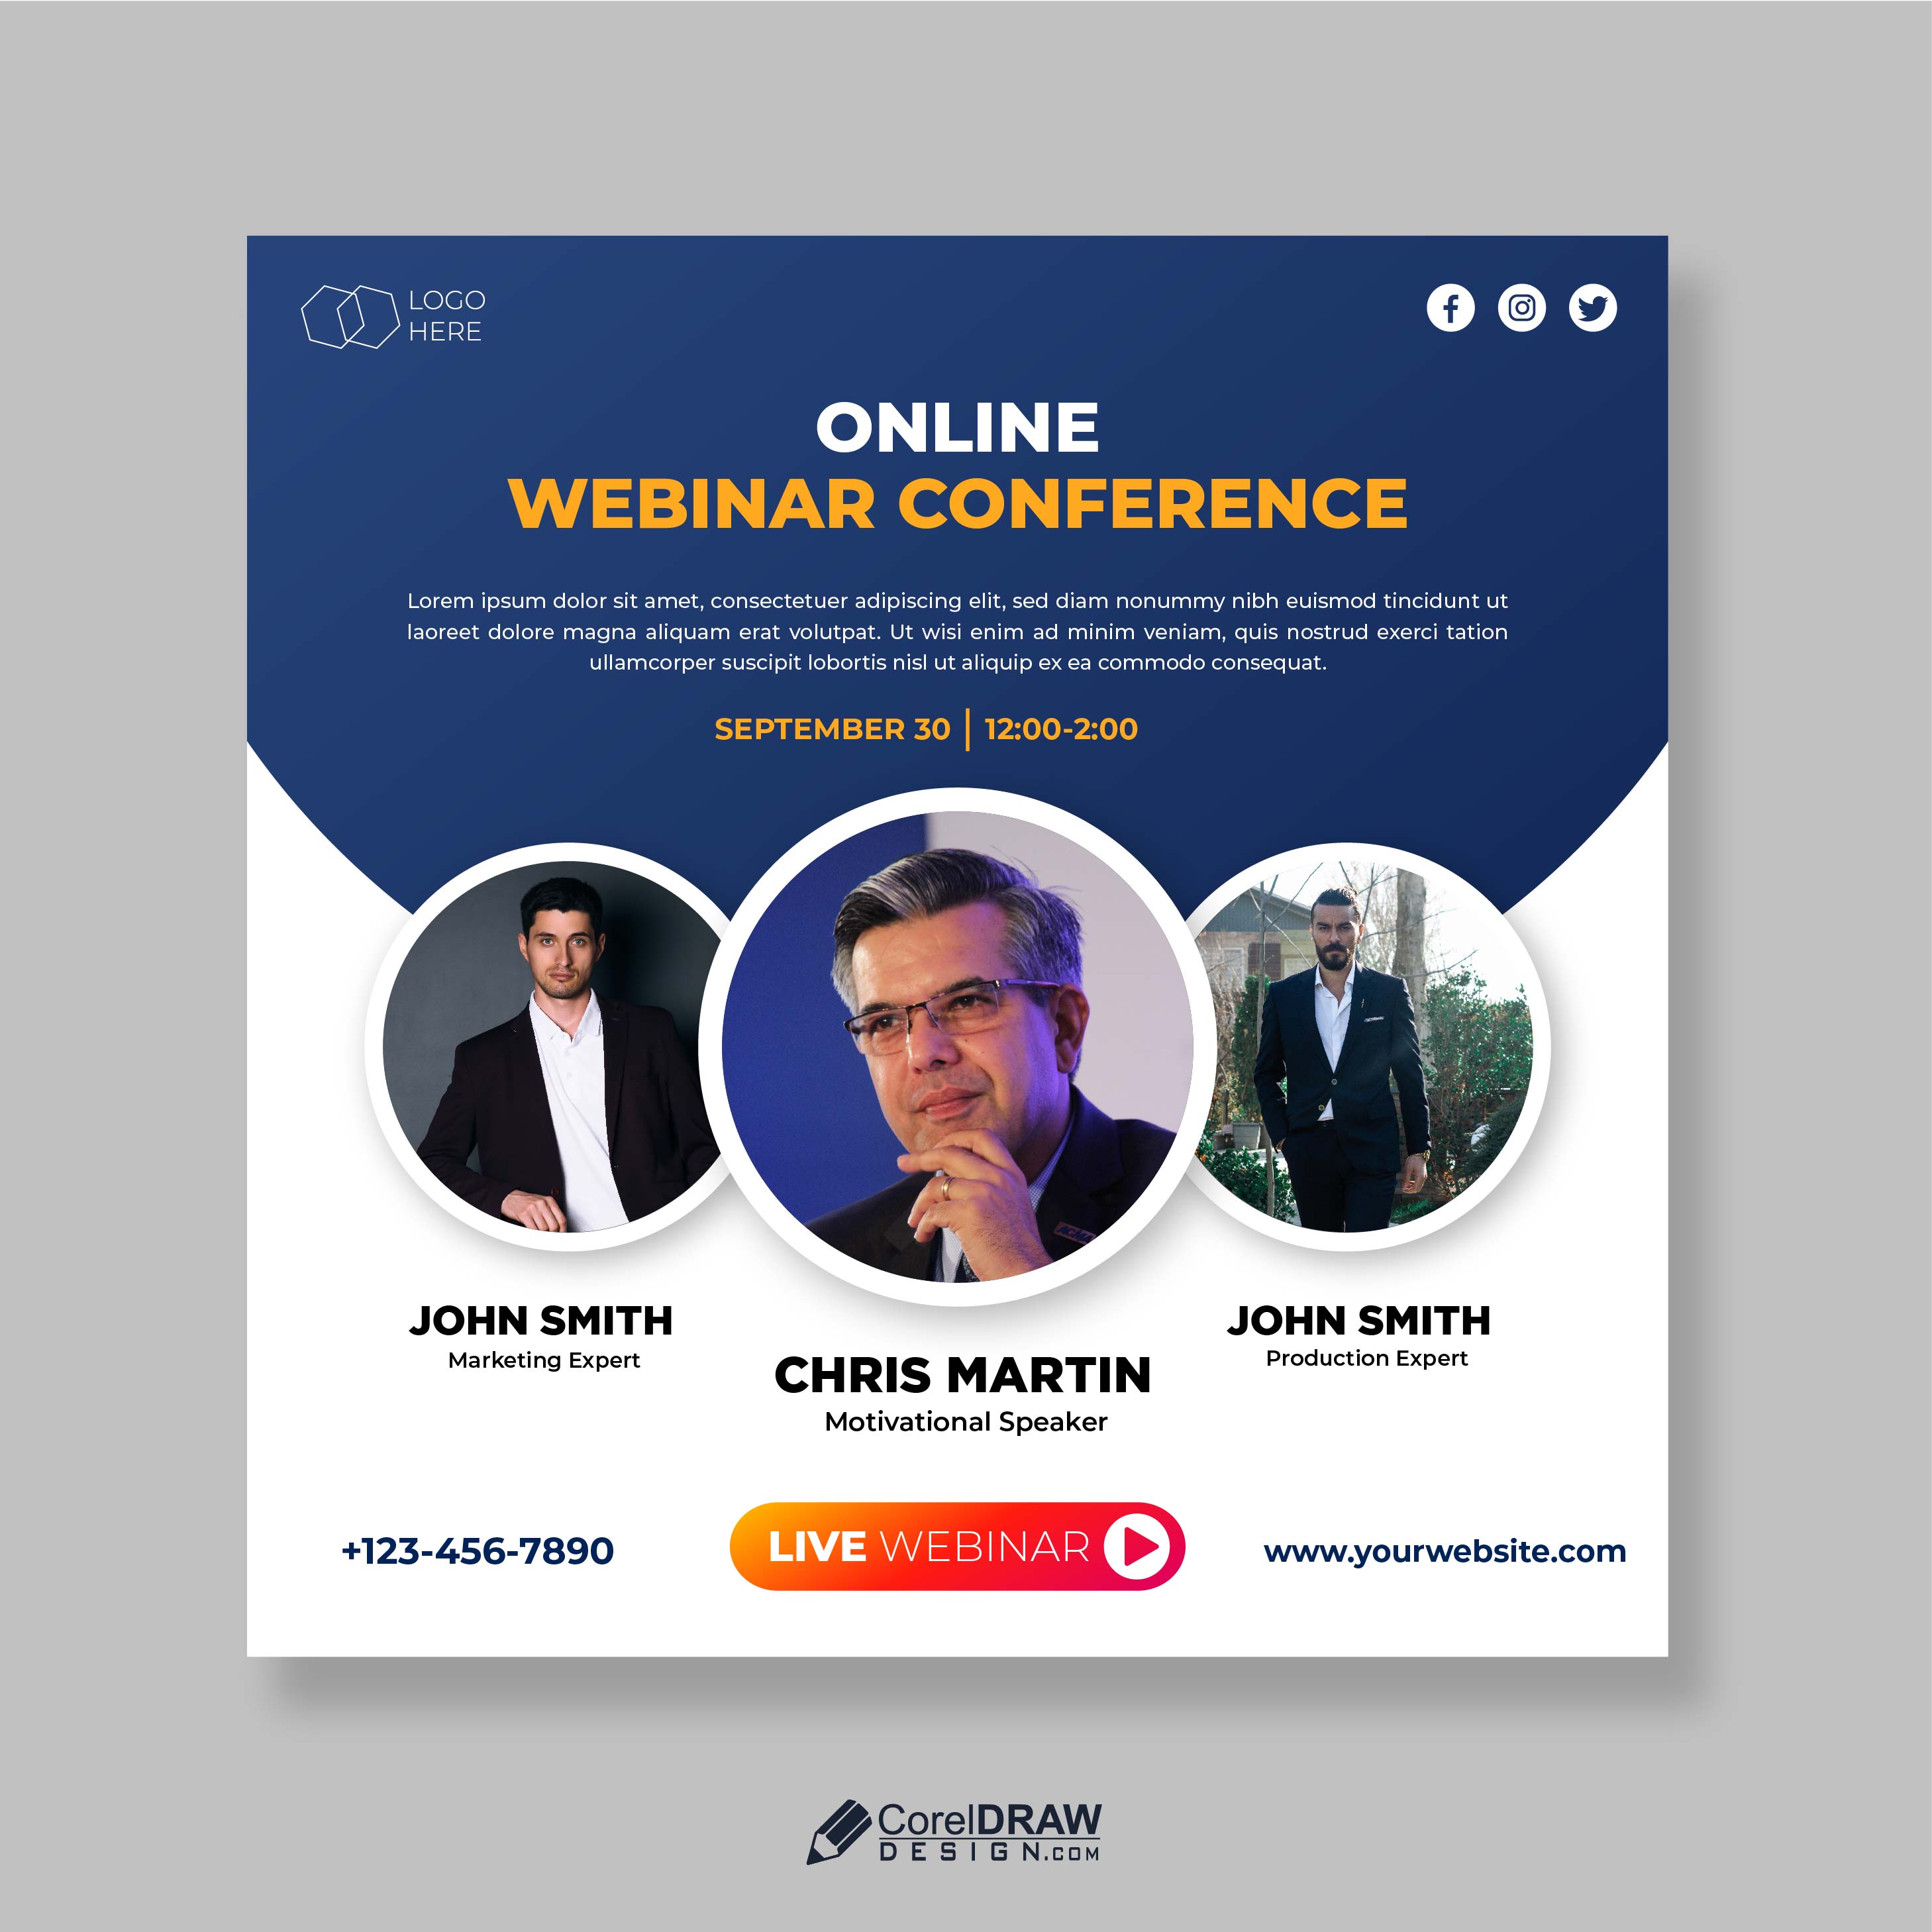 LOGO
HERE
ONLINE
WEBINAR CONFERENCE
Lorem ipsum dolor sit amet, consectetuer adipiscing elit, sed diam nonummy nibh euismod tincidunt ut
laoreet dolore magna aliquam erat volutpat. Ut wisi enim ad minim veniam, quis nostrud exerci tation
ullamcorper suscipit lobortis nisl ut aliquip ex ea commodo consequat.
SEPTEMBER 30 | 12:00-2:00
JOHN SMITH
Marketing Expert
CHRIS MARTIN
Motivational Speaker
JOHN SMITH
Production Expert
+123-456-7890
LIVE WEBINAR
www.yourwebsite.com
CorelDRAW
DESIGN.COM